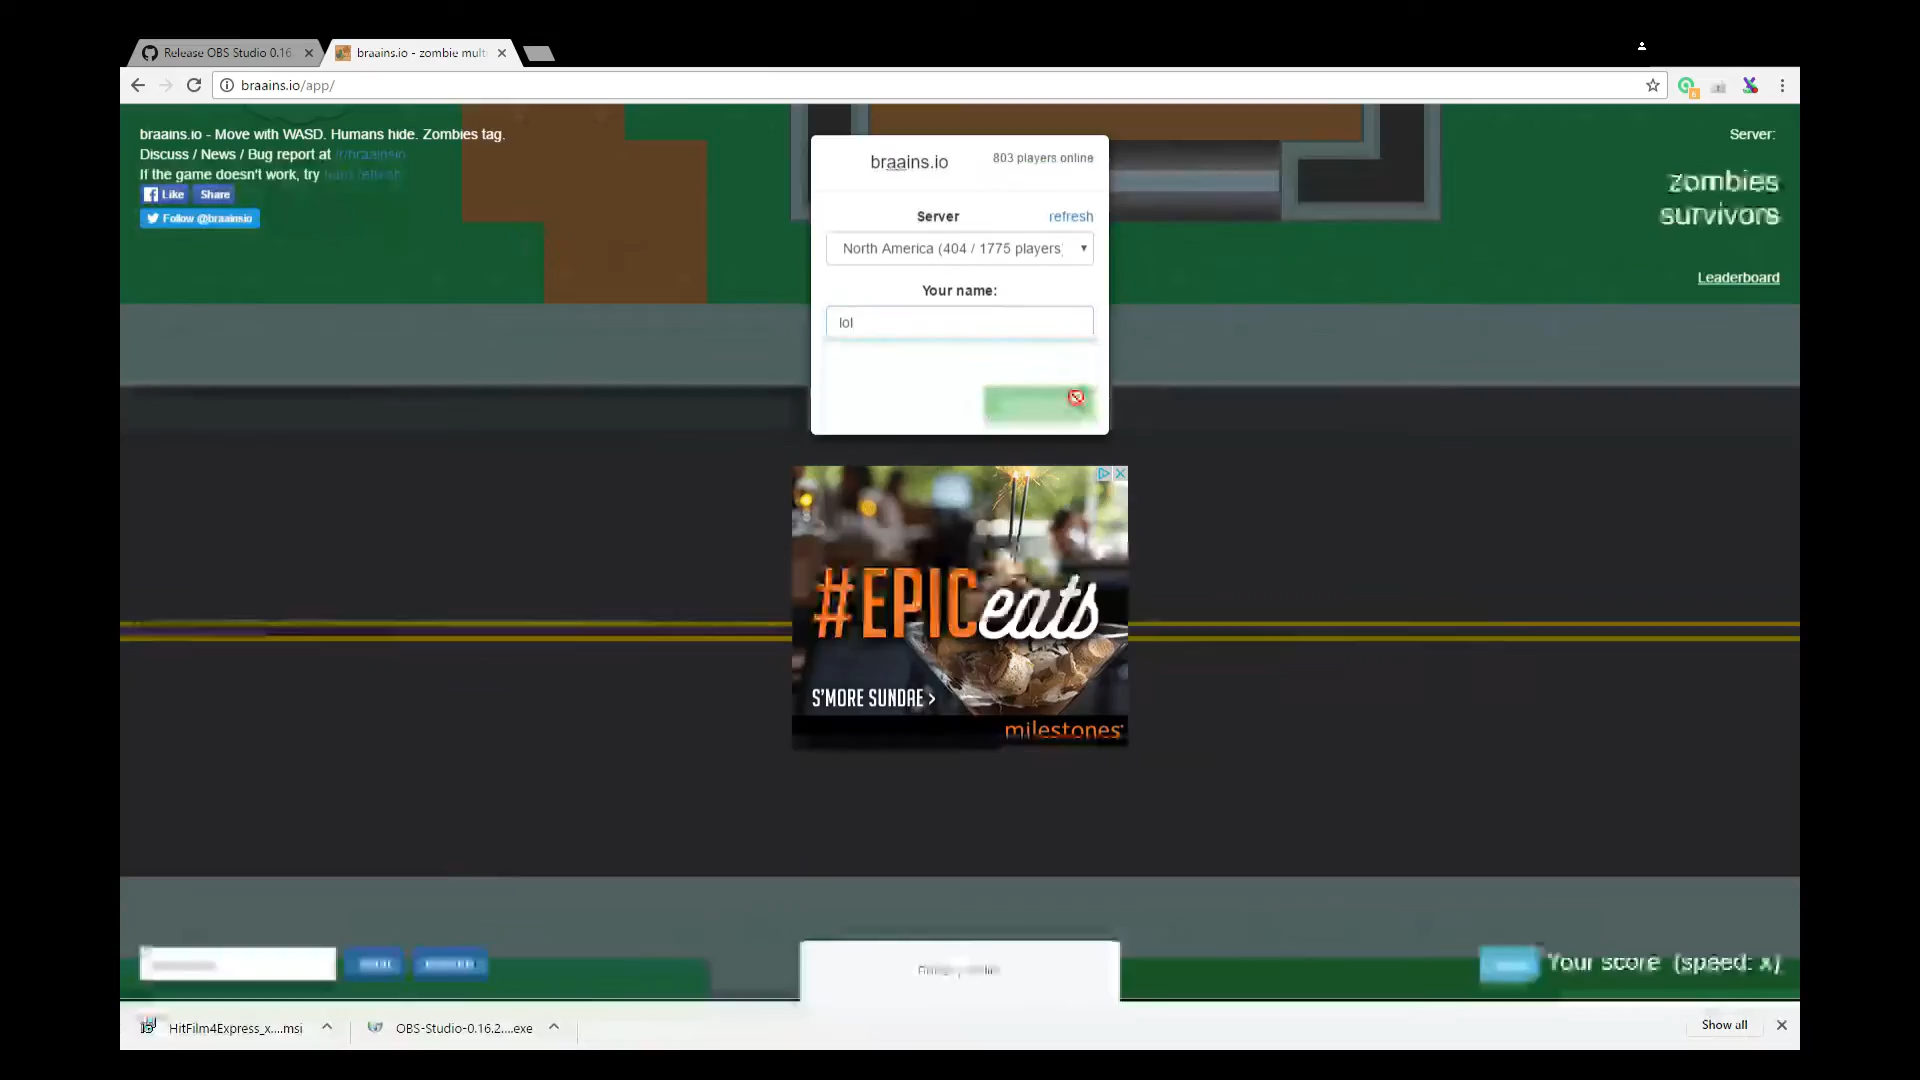 Release OBS Studio 0.16
braains.io - zombie mult
braains.io/app/
braains.io - Move with WASD. Humans hide. Zombies tag.
Discuss / News / Bug report at /r/braainsio
If the game doesn't work, try hard refresh
Like
Share
Follow @braainsio
braains.io
803 players online
Server
refresh
North America (404 / 1775 players)
Your name:
lol
Server:
zombies
survivors
Leaderboard
#EPICeats
S'MORE SUNDAE >
milestones
Your score (speed: x)
HitFilm4Express_x....msi
OBS-Studio-0.16.2....exe
Show all